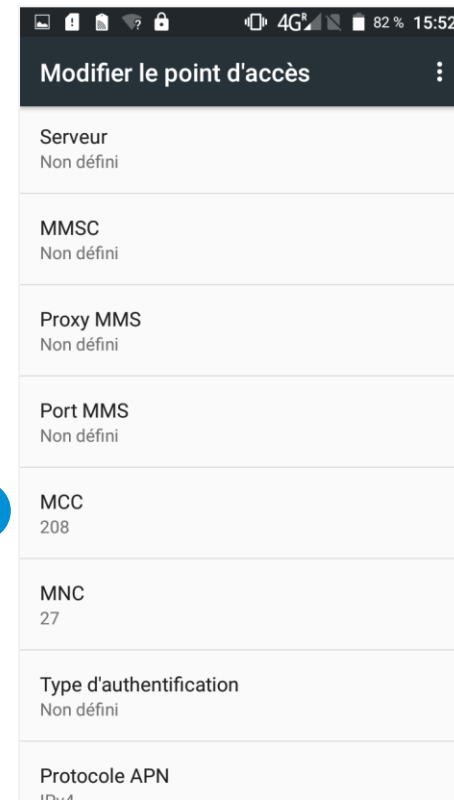 4G R 82 % 15:52
Modifier le point d'accès
Serveur
Non défini
MMSC
Non défini
Proxy MMS
Non défini
Port MMS
Non défini
MCC
208
MNC
27
Type d'authentification
Non défini
Protocole APN
IPv4